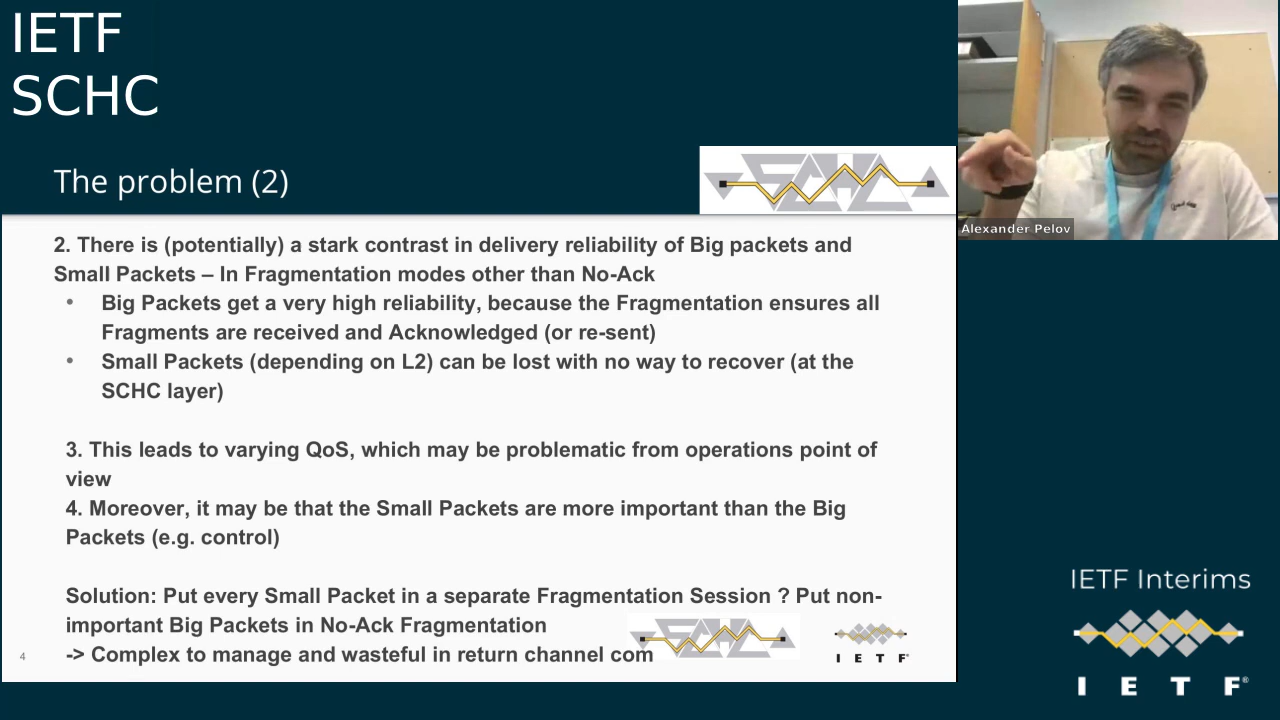 IETF
SCHC
The problem (2)
SCHC
Alexander Pelov
2. There is (potentially) a stark contrast in delivery reliability of Big packets and
Small Packets – In Fragmentation modes other than No-Ack
• Big Packets get a very high reliability, because the Fragmentation ensures all
Fragments are received and Acknowledged (or re-sent)
• Small Packets (depending on L2) can be lost with no way to recover (at the
SCHC layer)
3. This leads to varying QoS, which may be problematic from operations point of
view
4. Moreover, it may be that the Small Packets are more important than the Big
Packets (e.g. control)
Solution: Put every Small Packet in a separate Fragmentation Session ? Put non-
important Big Packets in No-Ack Fragmentation
-> Complex to manage and wasteful in return channel com
4
SCHC
I E T F®
IETF Interims
I E T F®